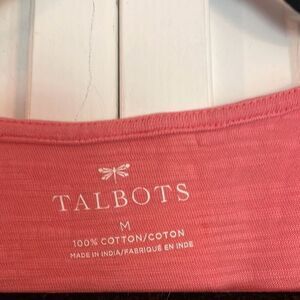 TALBOTS
M
100% COTTON/COTON
MADE IN INDIA/FABRIQUÉ EN INDE